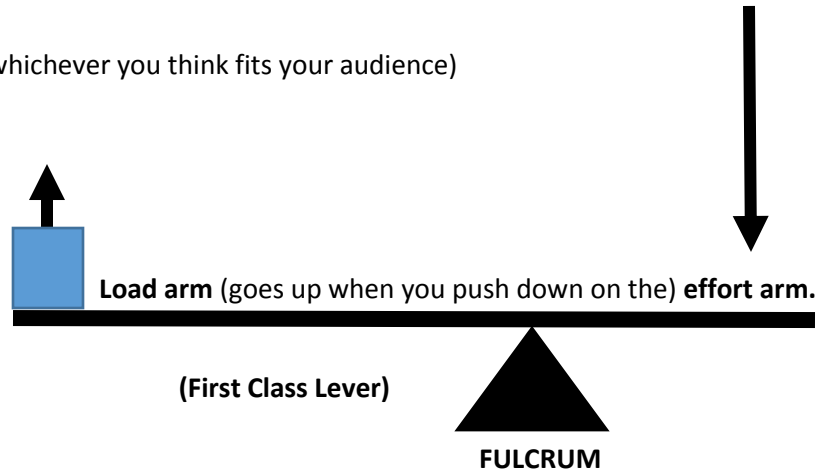 whichever you think fits your audience)
Load arm (goes up when you push down on the) effort arm.
(First Class Lever)
FULCRUM